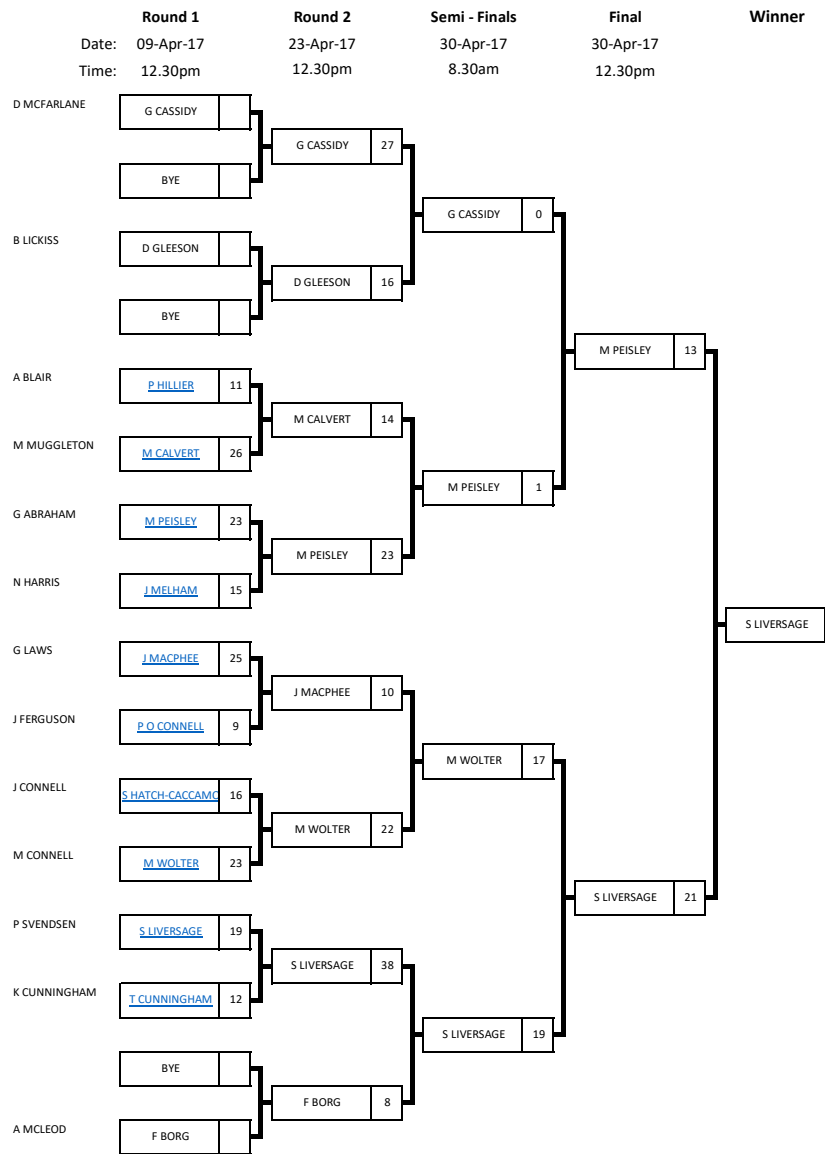 Round 1 Round 2 Semi - Finals Final Winner
Date: 09-Apr-17 23-Apr-17 30-Apr-17 30-Apr-17
Time: 12.30pm 12.30pm 8.30am 12.30pm
D MCFARLANE G CASSIDY
G CASSIDY 27
BYE
G CASSIDY 0
B LICKISS D GLEESON
D GLEESON 16
BYE
M PEISLEY 13
A BLAIR P HILLIER 11
M CALVERT 14
M MUGGLETON M CALVERT 26
M PEISLEY 1
G ABRAHAM M PEISLEY 23
M PEISLEY 23
N HARRIS J MELHAM 15
S LIVERSAGE
G LAWS J MACPHEE 25
J MACPHEE 10
J FERGUSON P O CONNELL 9
M WOLTER 17
J CONNELL S HATCH-CACCAMO 16
M WOLTER 22
M CONNELL M WOLTER 23
S LIVERSAGE 21
P SVENDSEN S LIVERSAGE 19
S LIVERSAGE 38
K CUNNINGHAM T CUNNINGHAM 12
S LIVERSAGE 19
BYE
F BORG 8
A MCLEOD F BORG